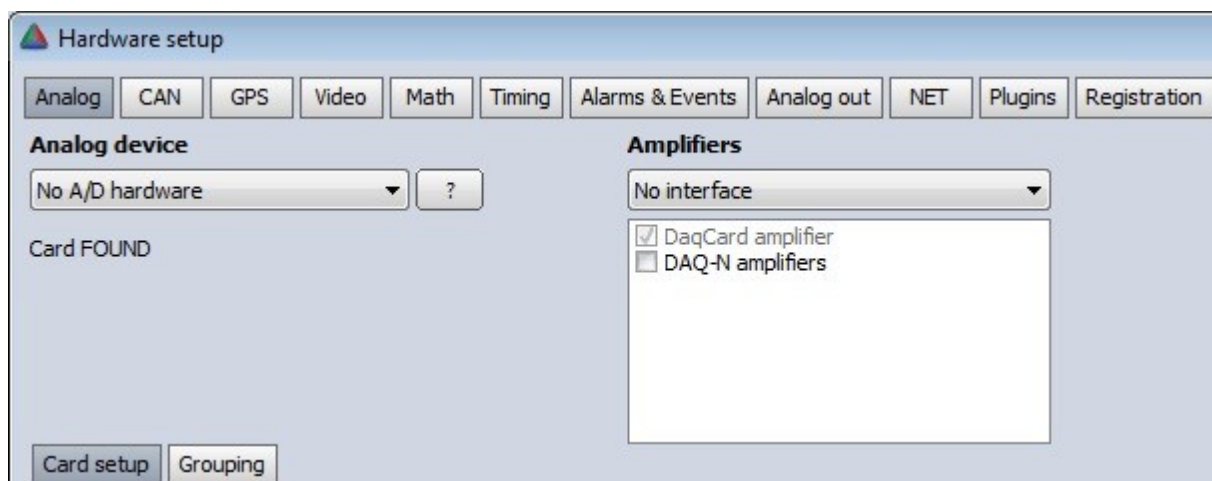 Hardware setup
Analog CAN GPS Video Math Timing Alarms & Events Analog out NET Plugins Registration
Analog device Amplifiers
No A/D hardware ? No interface
Card FOUND
DaqCard amplifier
DAQ-N amplifiers
Card setup Grouping